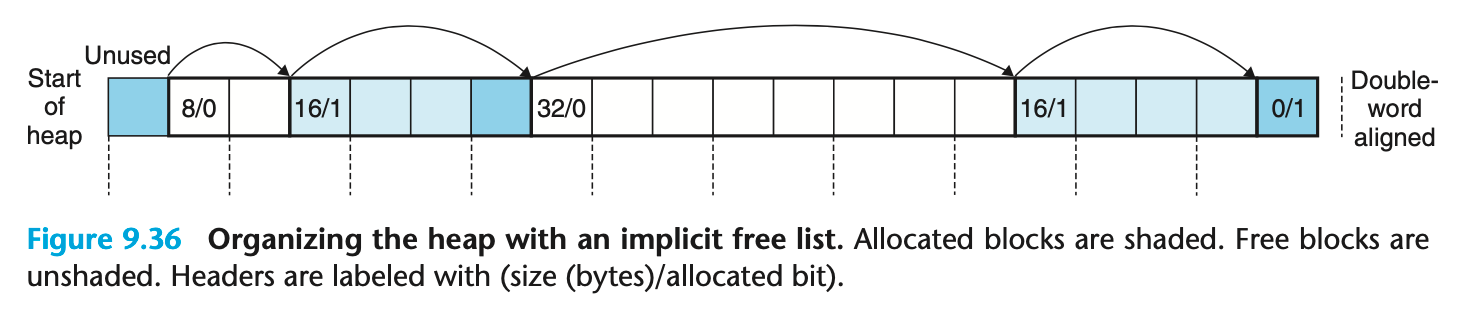 Unused
Start
of
heap
8/0
16/1
32/0
16/1
0/1
Double-
word
aligned
Figure 9.36 Organizing the heap with an implicit free list. Allocated blocks are shaded. Free blocks are
unshaded. Headers are labeled with (size (bytes)/allocated bit).